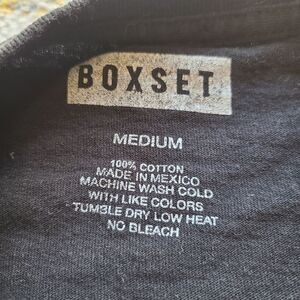 BOXSET
MEDIUM
100% COTTON
MADE IN MEXICO
MACHINE WASH COLD
WITH LIKE COLORS
TUMBLE DRY LOW HEAT
NO BLEACH